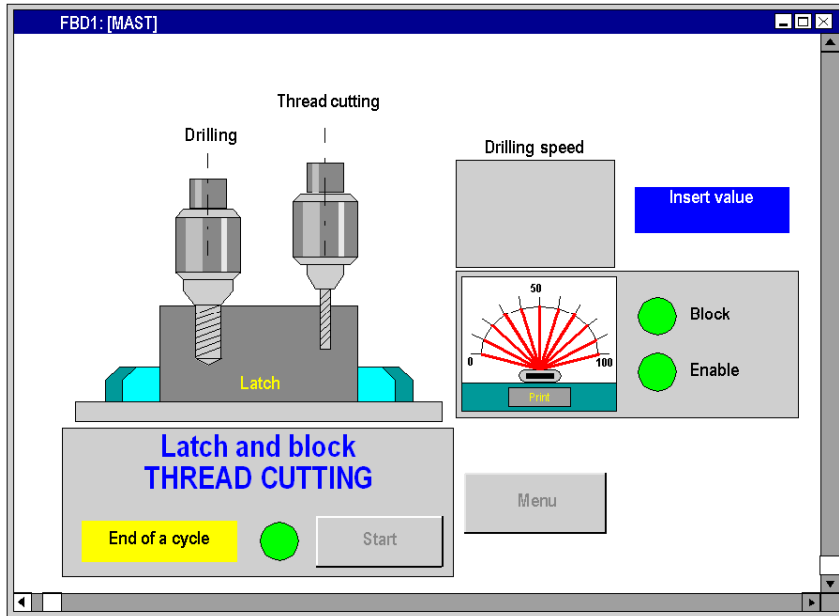 FBD1: [MAST]
Thread cutting
Drilling
Drilling speed
Insert value
50
0
100
Block
Enable
Print
Latch
Latch and block
THREAD CUTTING
End of a cycle
Start
Menu